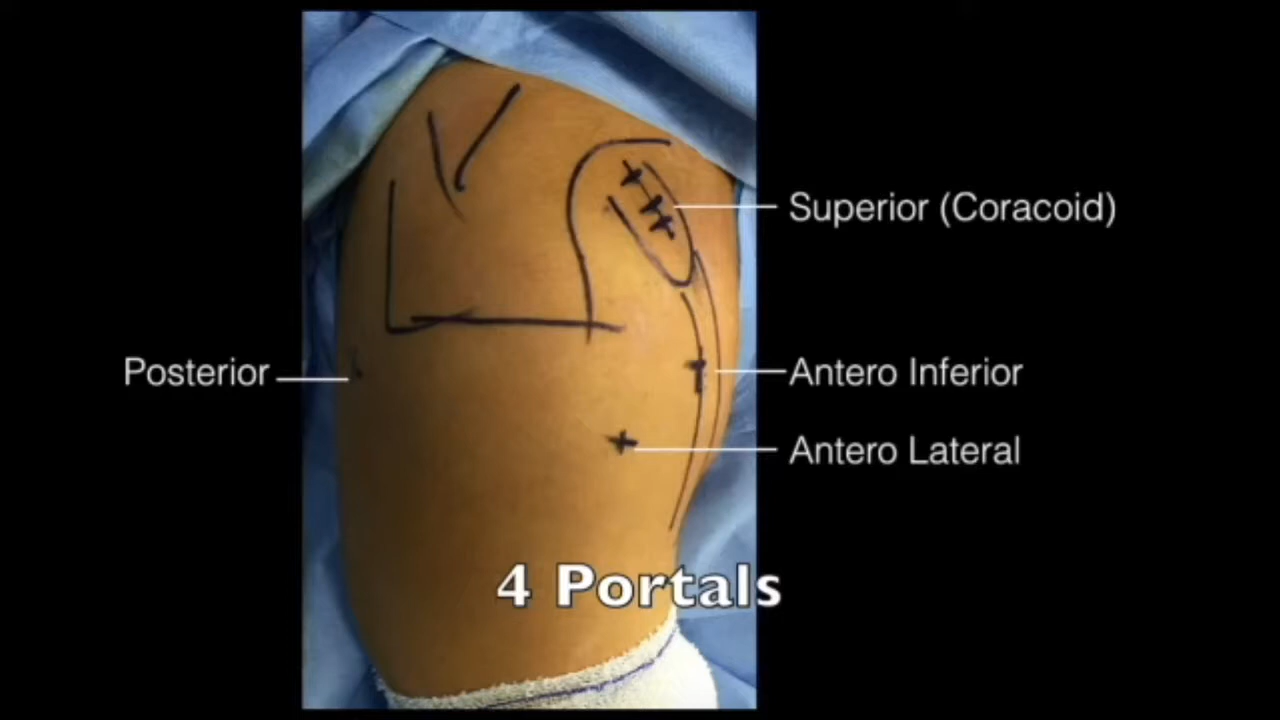 Superior (Coracoid)
Posterior
Antero Inferior
Antero Lateral
4 Portals